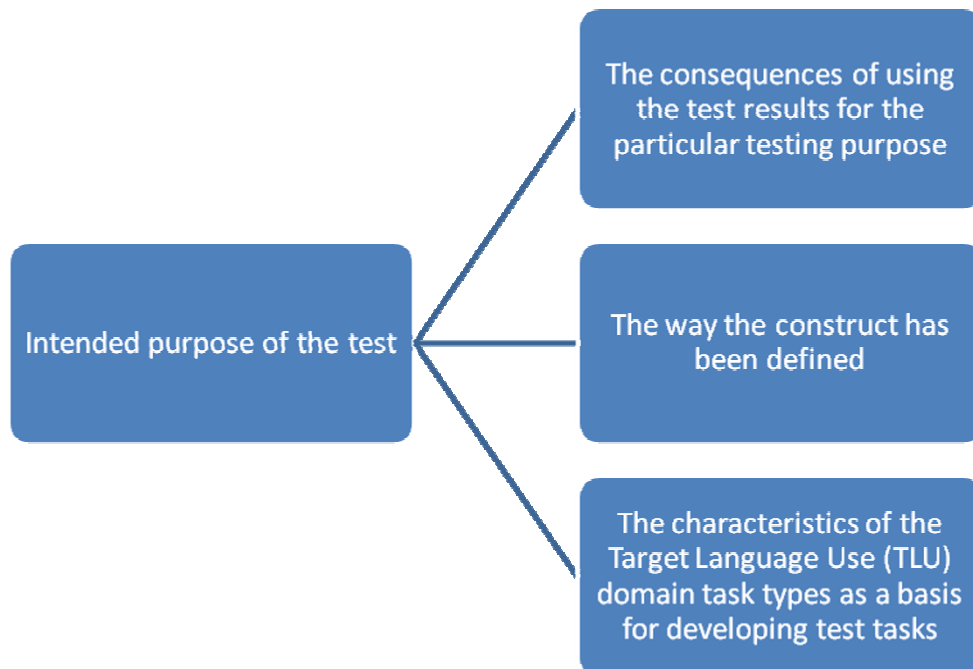 The consequences of using
the test results for the
particular testing purpose
Intended purpose of the test
The way the construct has
been defined
The characteristics of the
Target Language Use (TLU)
domain task types as a basis
for developing test tasks